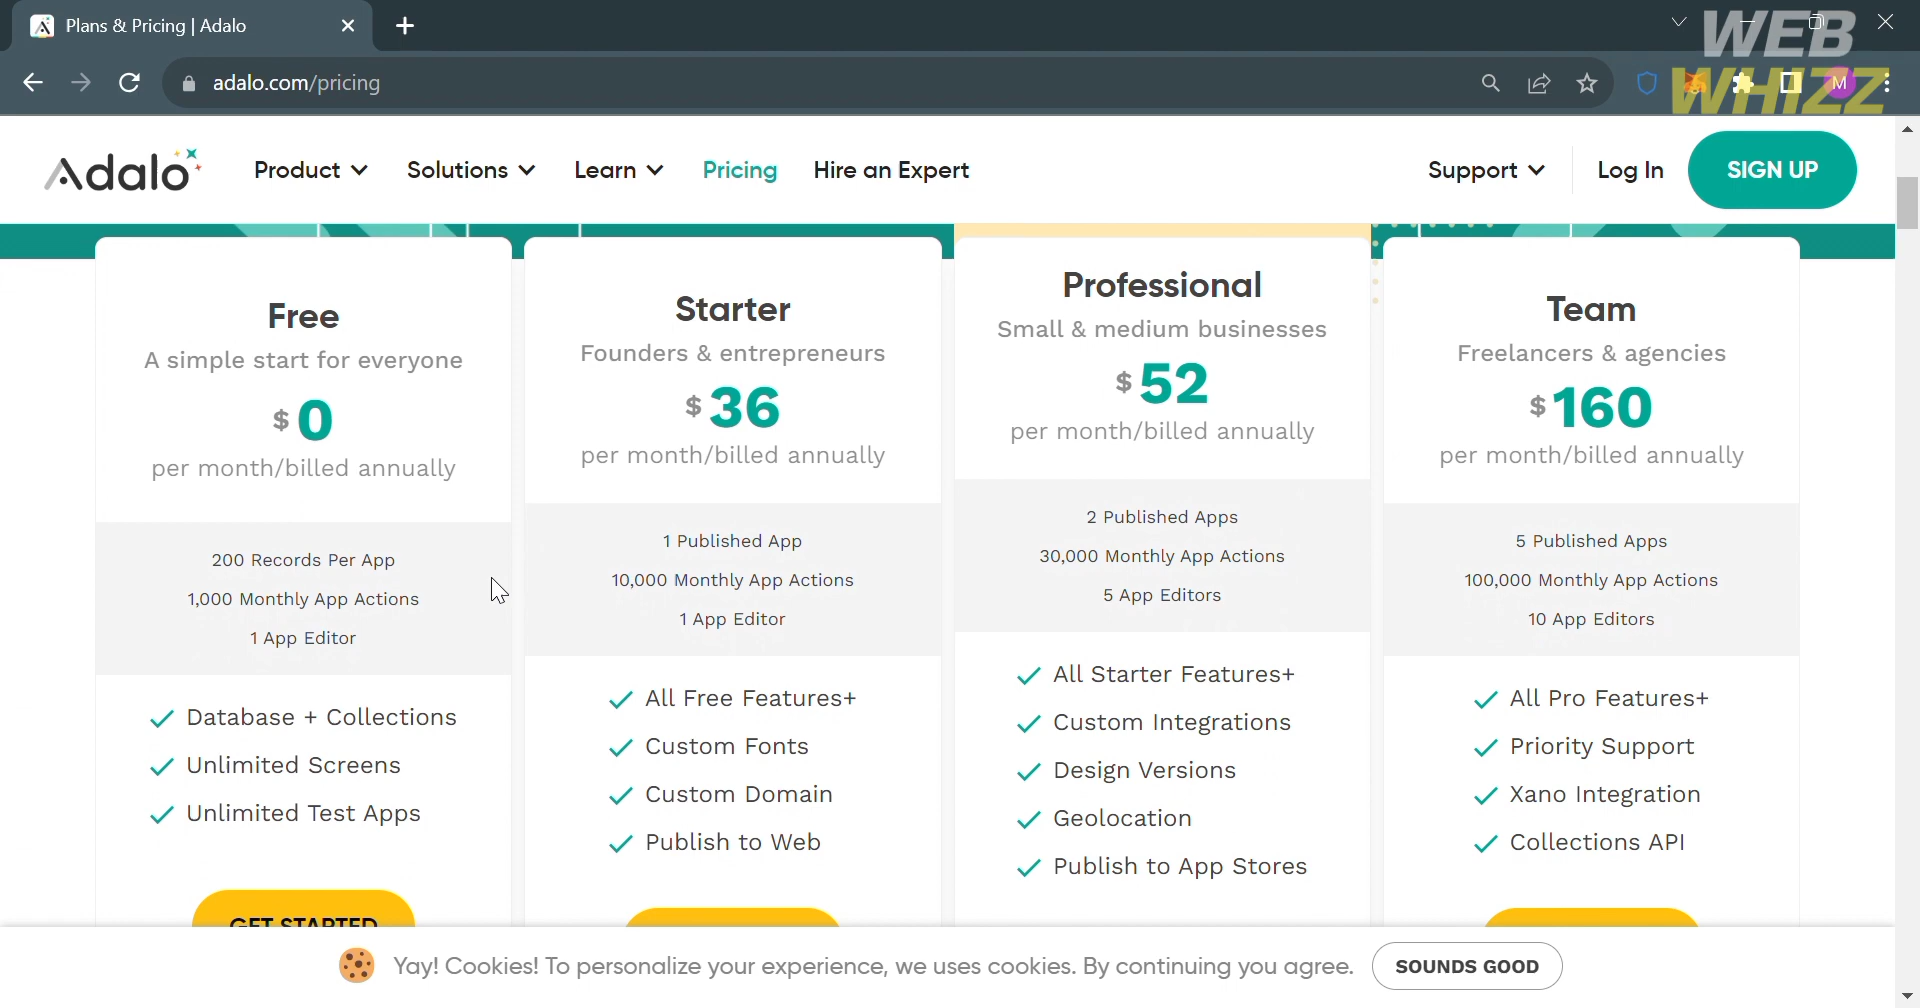 Plans & Pricing | Adalo
WEB
WHIZZ
adalo.com/pricing
M
Adalo
Product
Solutions
Learn
Pricing
Hire an Expert
Support
Log In
SIGN UP
Free
A simple start for everyone
$ 0
per month/billed annually
200 Records Per App
1,000 Monthly App Actions
1 App Editor
Database + Collections
Unlimited Screens
Unlimited Test Apps
GET STARTED
Starter
Founders & entrepreneurs
$ 36
per month/billed annually
1 Published App
10,000 Monthly App Actions
1 App Editor
All Free Features+
Custom Fonts
Custom Domain
Publish to Web
Professional
Small & medium businesses
$ 52
per month/billed annually
2 Published Apps
30,000 Monthly App Actions
5 App Editors
All Starter Features+
Custom Integrations
Design Versions
Geolocation
Publish to App Stores
Team
Freelancers & agencies
$ 160
per month/billed annually
5 Published Apps
100,000 Monthly App Actions
10 App Editors
All Pro Features+
Priority Support
Xano Integration
Collections API
Yay! Cookies! To personalize your experience, we uses cookies. By continuing you agree.
SOUNDS GOOD